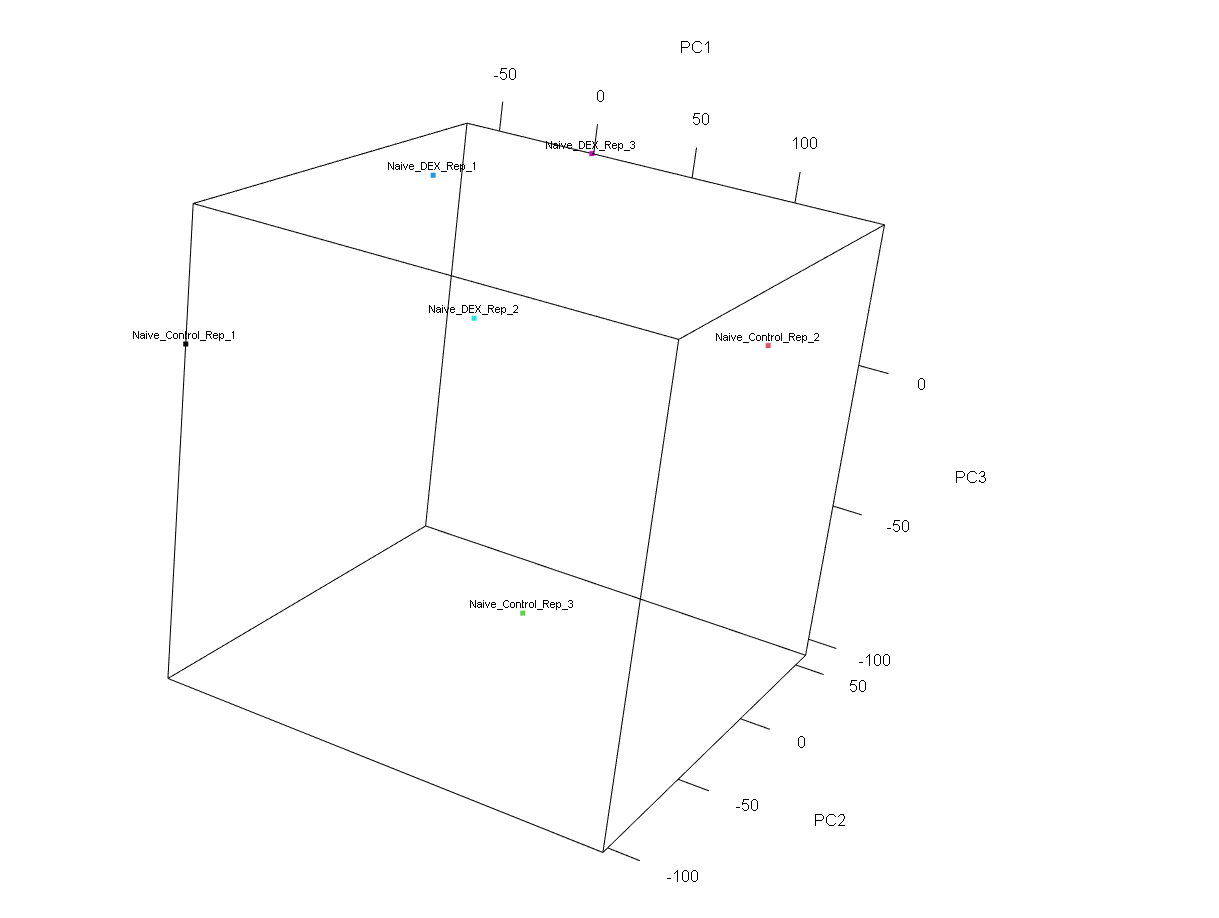 PC1
-50
0
50
100
Naive_DEX_Rep_3
Naive_DEX_Rep_1
Naive_DEX_Rep_2
Naive_Control_Rep_1
Naive_Control_Rep_2
0
PC3
-50
Naive_Control_Rep_3
-100
50
0
-50
PC2
-100